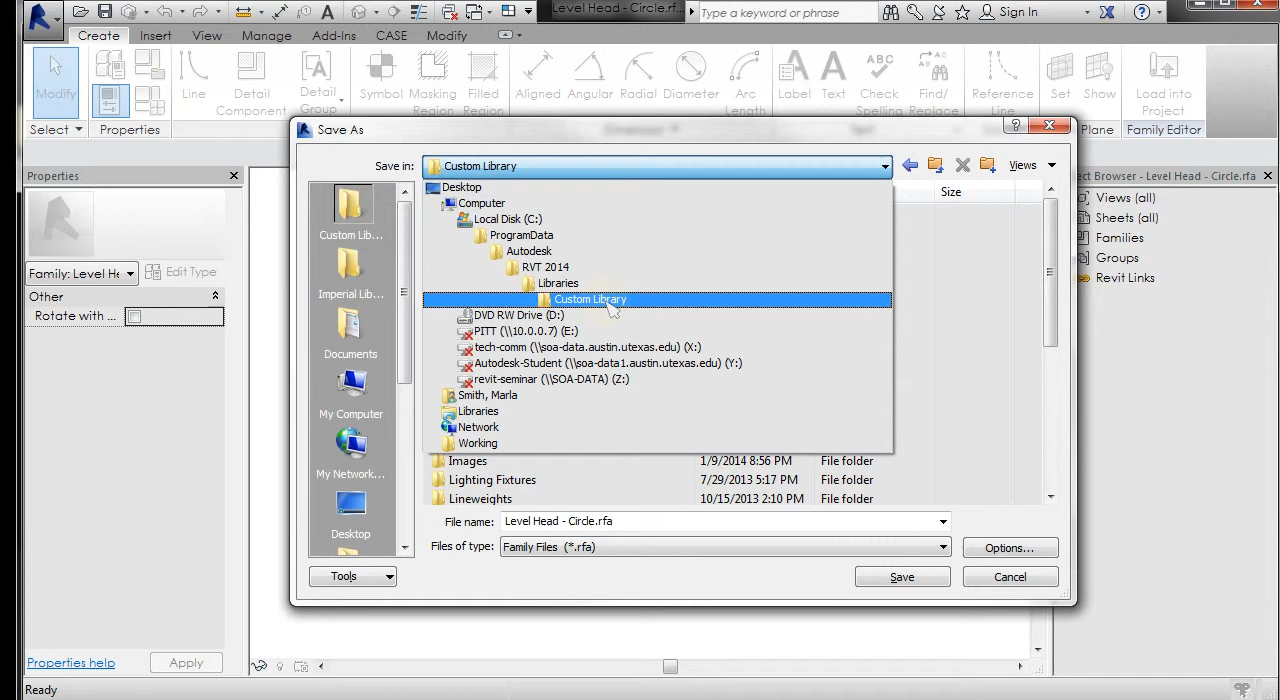 Level Head - Circle.rf...
Type a keyword or phrase
Sign In
Create Insert View Manage Add-Ins CASE Modify
Modify
Line
Detail
Component
Detail
Group
Symbol
Masking
Region
Filled
Region
Aligned
Angular
Radial
Diameter
Arc
Length
Label
Text
ABC
Check
Spelling
ABC
Find/
Replace
Reference
Line
Set
Show
Load into
Project
Select
Properties
Text
Plane
Family Editor
Properties
Family: Level He
Edit Type
Other
Rotate with ...
Properties help
Apply
Ready
Save As
Save in:
Custom Library
Views
Desktop
Computer
Local Disk (C:)
ProgramData
Autodesk
RVT 2014
Libraries
Custom Library
DVD RW Drive (D:)
PITT (\\10.0.0.7) (E:)
tech-comm (\\soa-data.austin.utexas.edu) (X:)
Autodesk-Student (\\soa-data1.austin.utexas.edu) (Y:)
revit-seminar (\\SOA-DATA) (Z:)
Smith, Marla
Libraries
Network
Working
Size
Custom Lib...
Imperial Lib...
Documents
My Computer
My Network...
Desktop
Images 1/9/2014 8:56 PM File folder
Lighting Fixtures 7/29/2013 5:17 PM File folder
Lineweights 10/15/2013 2:10 PM File folder
File name: Level Head - Circle.rfa
Files of type: Family Files (*.rfa)
Options...
Tools
Save
Cancel
ect Browser - Level Head - Circle.rfa
Views (all)
Sheets (all)
Families
Groups
Revit Links